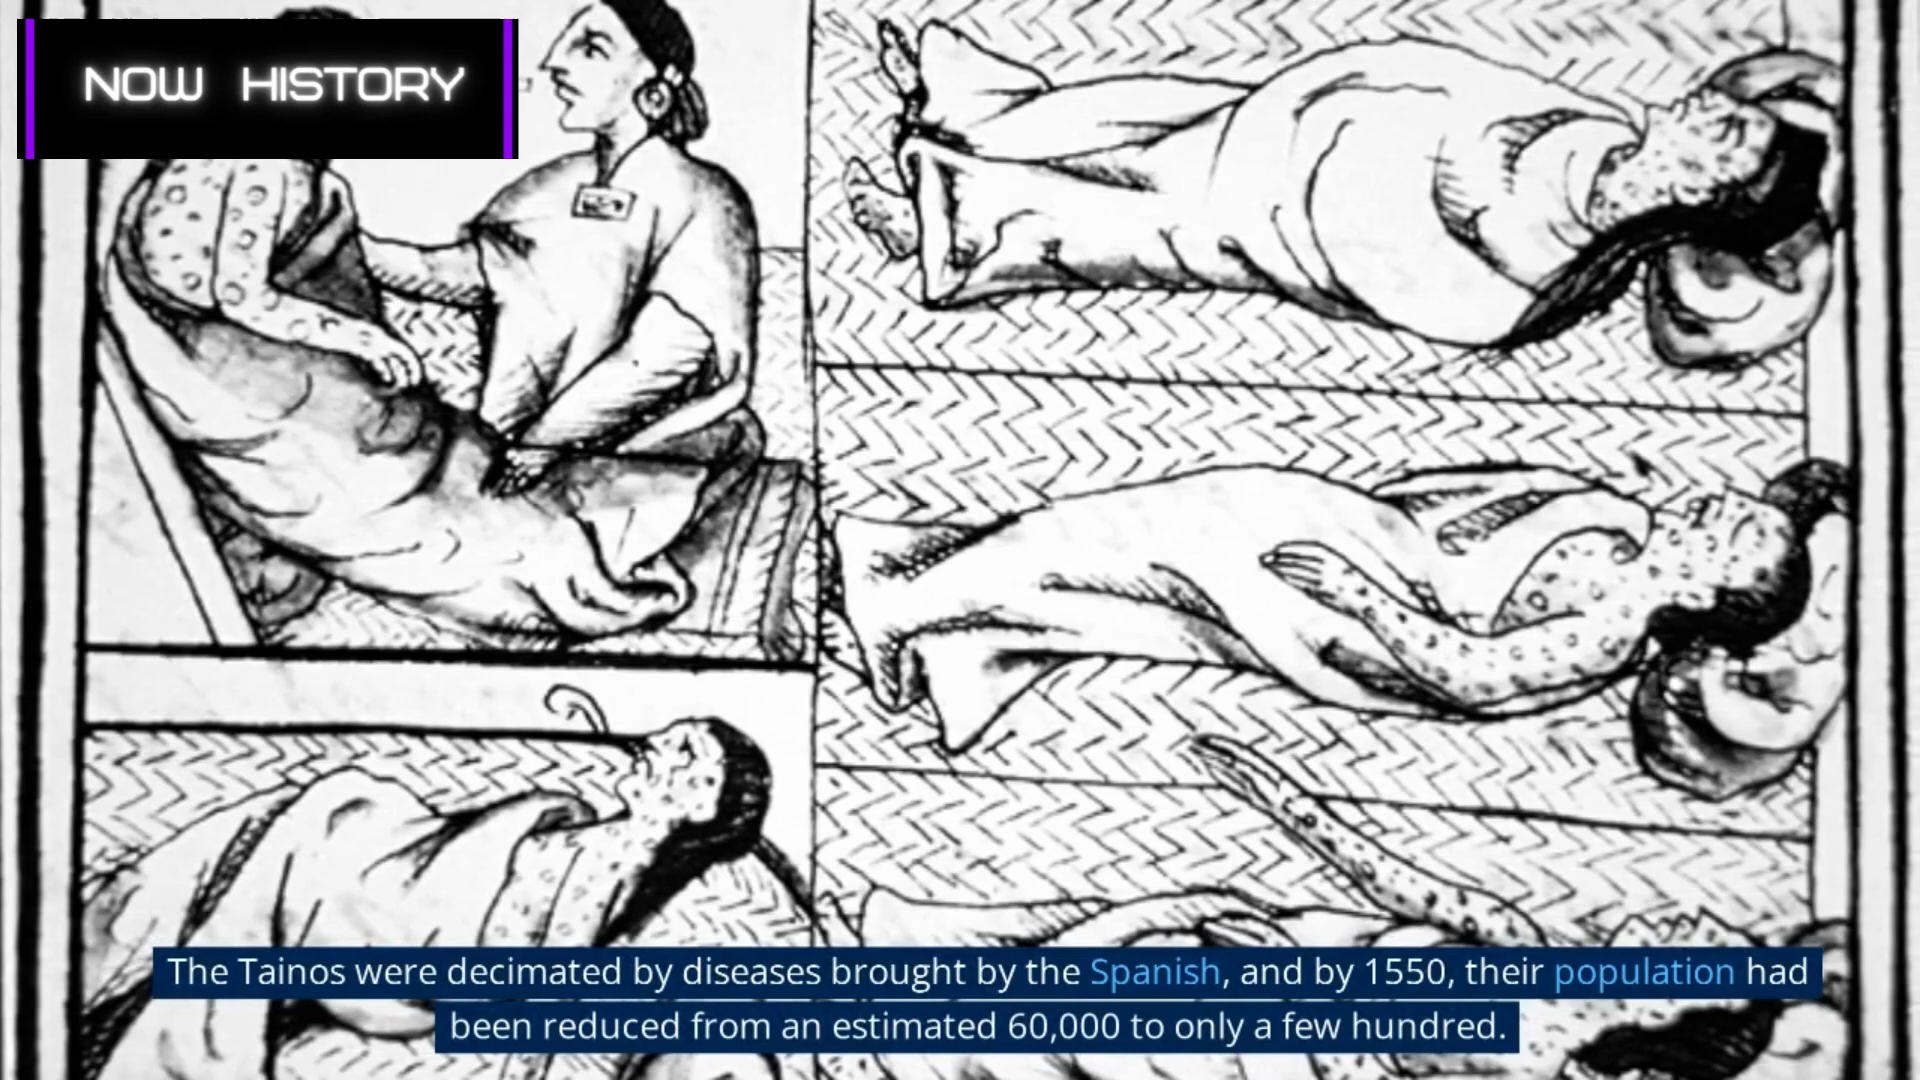 NOW HISTORY
The Tainos were decimated by diseases brought by the Spanish, and by 1550, their population had
been reduced from an estimated 60,000 to only a few hundred.